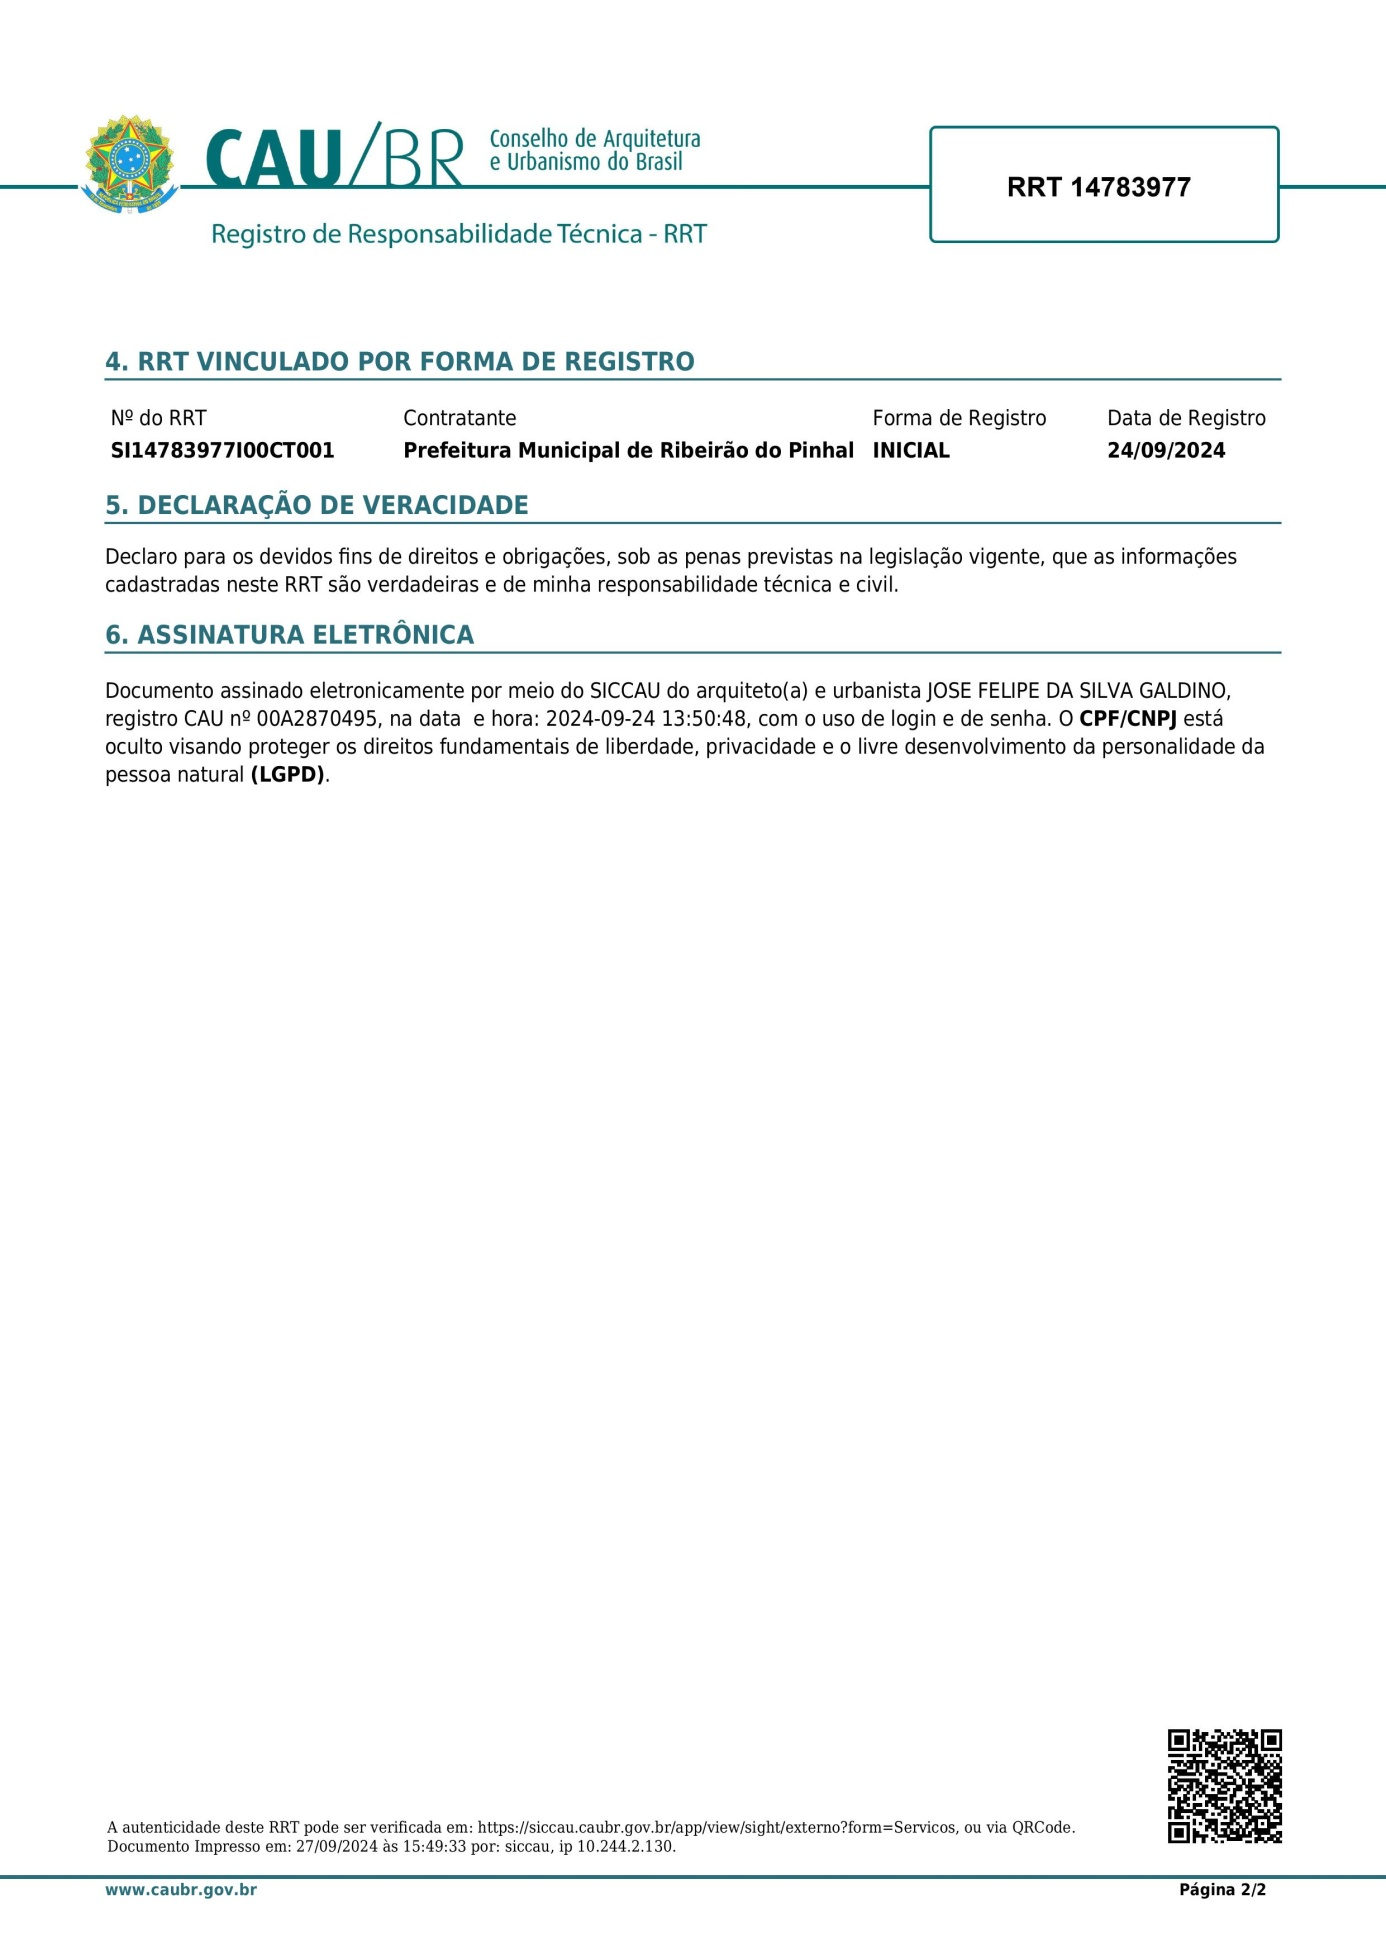 CAU/BR
Conselho de Arquitetura
e Urbanismo do Brasil
RRT 14783977
Registro de Responsabilidade Técnica - RRT
4. RRT VINCULADO POR FORMA DE REGISTRO
Nº do RRT Contratante Forma de Registro Data de Registro
SI14783977I00CT001 Prefeitura Municipal de Ribeirão do Pinhal INICIAL 24/09/2024
5. DECLARAÇÃO DE VERACIDADE
Declaro para os devidos fins de direitos e obrigações, sob as penas previstas na legislação vigente, que as informações
cadastradas neste RRT são verdadeiras e de minha responsabilidade técnica e civil.
6. ASSINATURA ELETRÔNICA
Documento assinado eletronicamente por meio do SICCAU do arquiteto(a) e urbanista JOSE FELIPE DA SILVA GALDINO,
registro CAU nº 00A2870495, na data  e hora: 2024-09-24 13:50:48, com o uso de login e de senha. O CPF/CNPJ está
oculto visando proteger os direitos fundamentais de liberdade, privacidade e o livre desenvolvimento da personalidade da
pessoa natural (LGPD).
A autenticidade deste RRT pode ser verificada em: https://siccau.caubr.gov.br/app/view/sight/externo?form=Servicos, ou via QRCode.
Documento Impresso em: 27/09/2024 às 15:49:33 por: siccau, ip 10.244.2.130.
www.caubr.gov.br Página 2/2